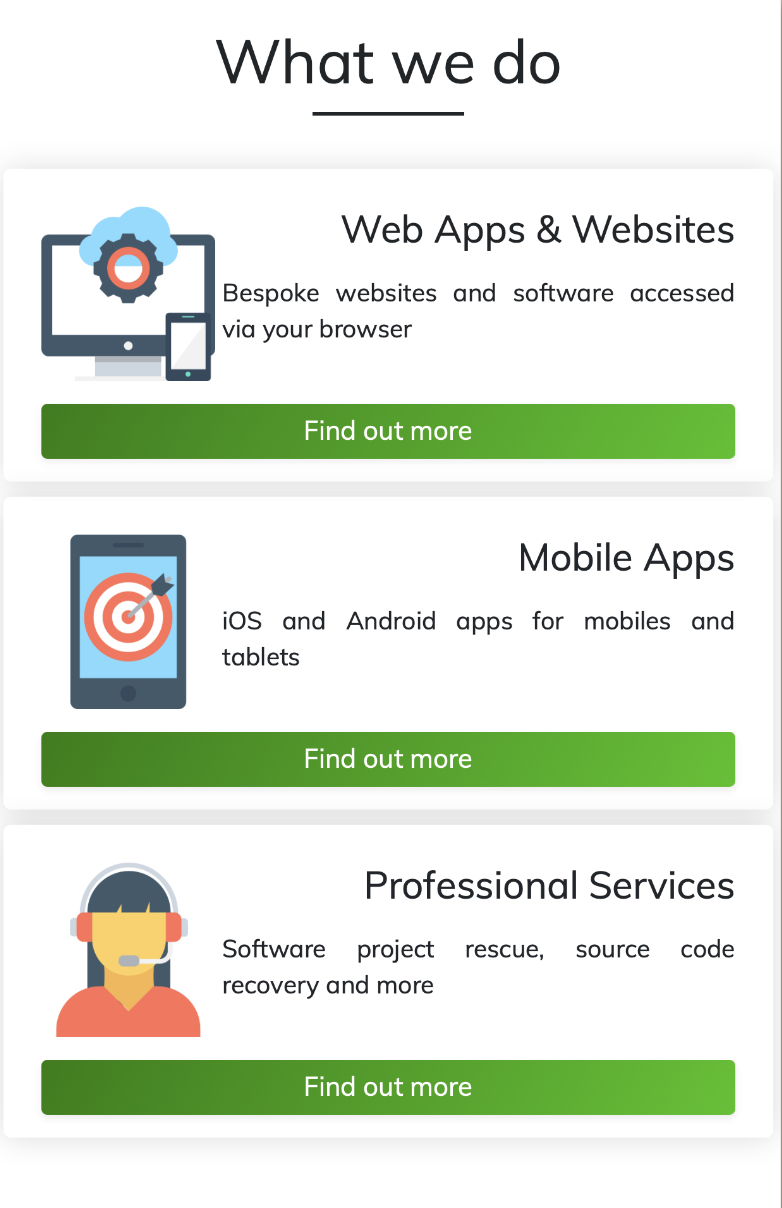 What we do
Web Apps & Websites
Bespoke websites and software accessed
via your browser
Find out more
Mobile Apps
iOS and Android apps for mobiles and
tablets
Find out more
Professional Services
Software project rescue, source code
recovery and more
Find out more